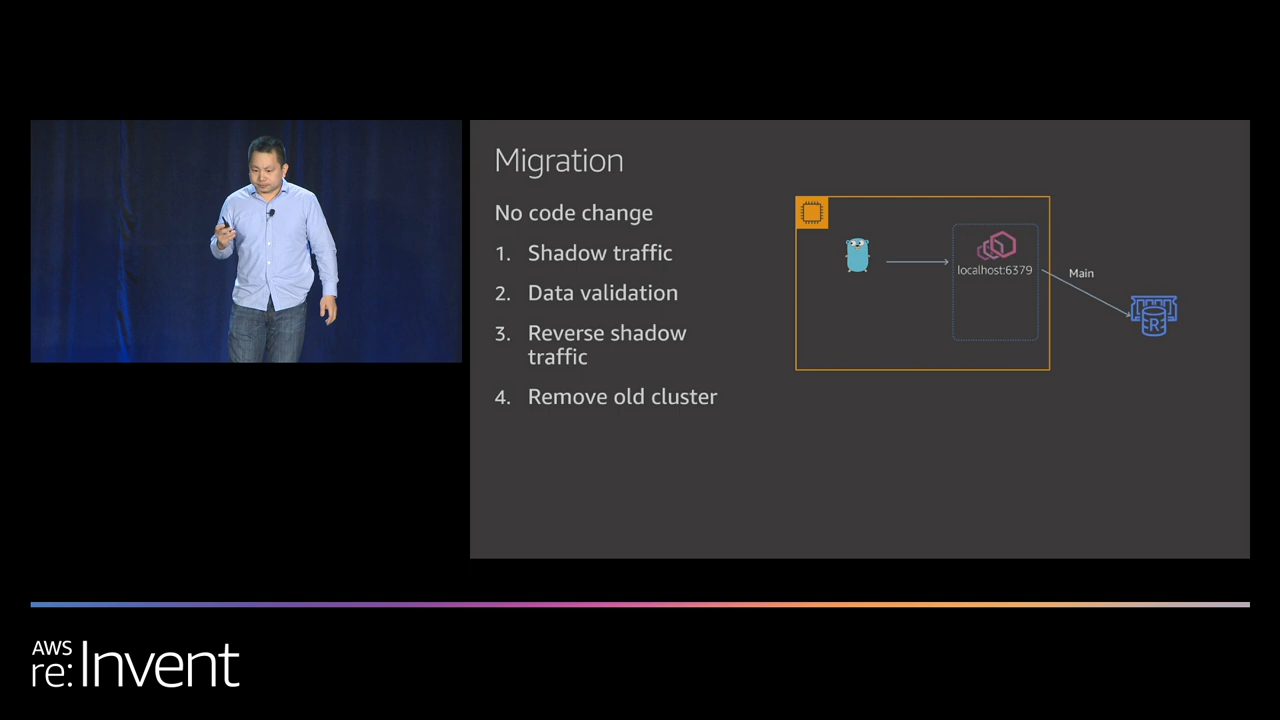 Migration
No code change
1. Shadow traffic
2. Data validation
3. Reverse shadow
traffic
4. Remove old cluster
localhost:6379
Main
R
AWS
re:Invent